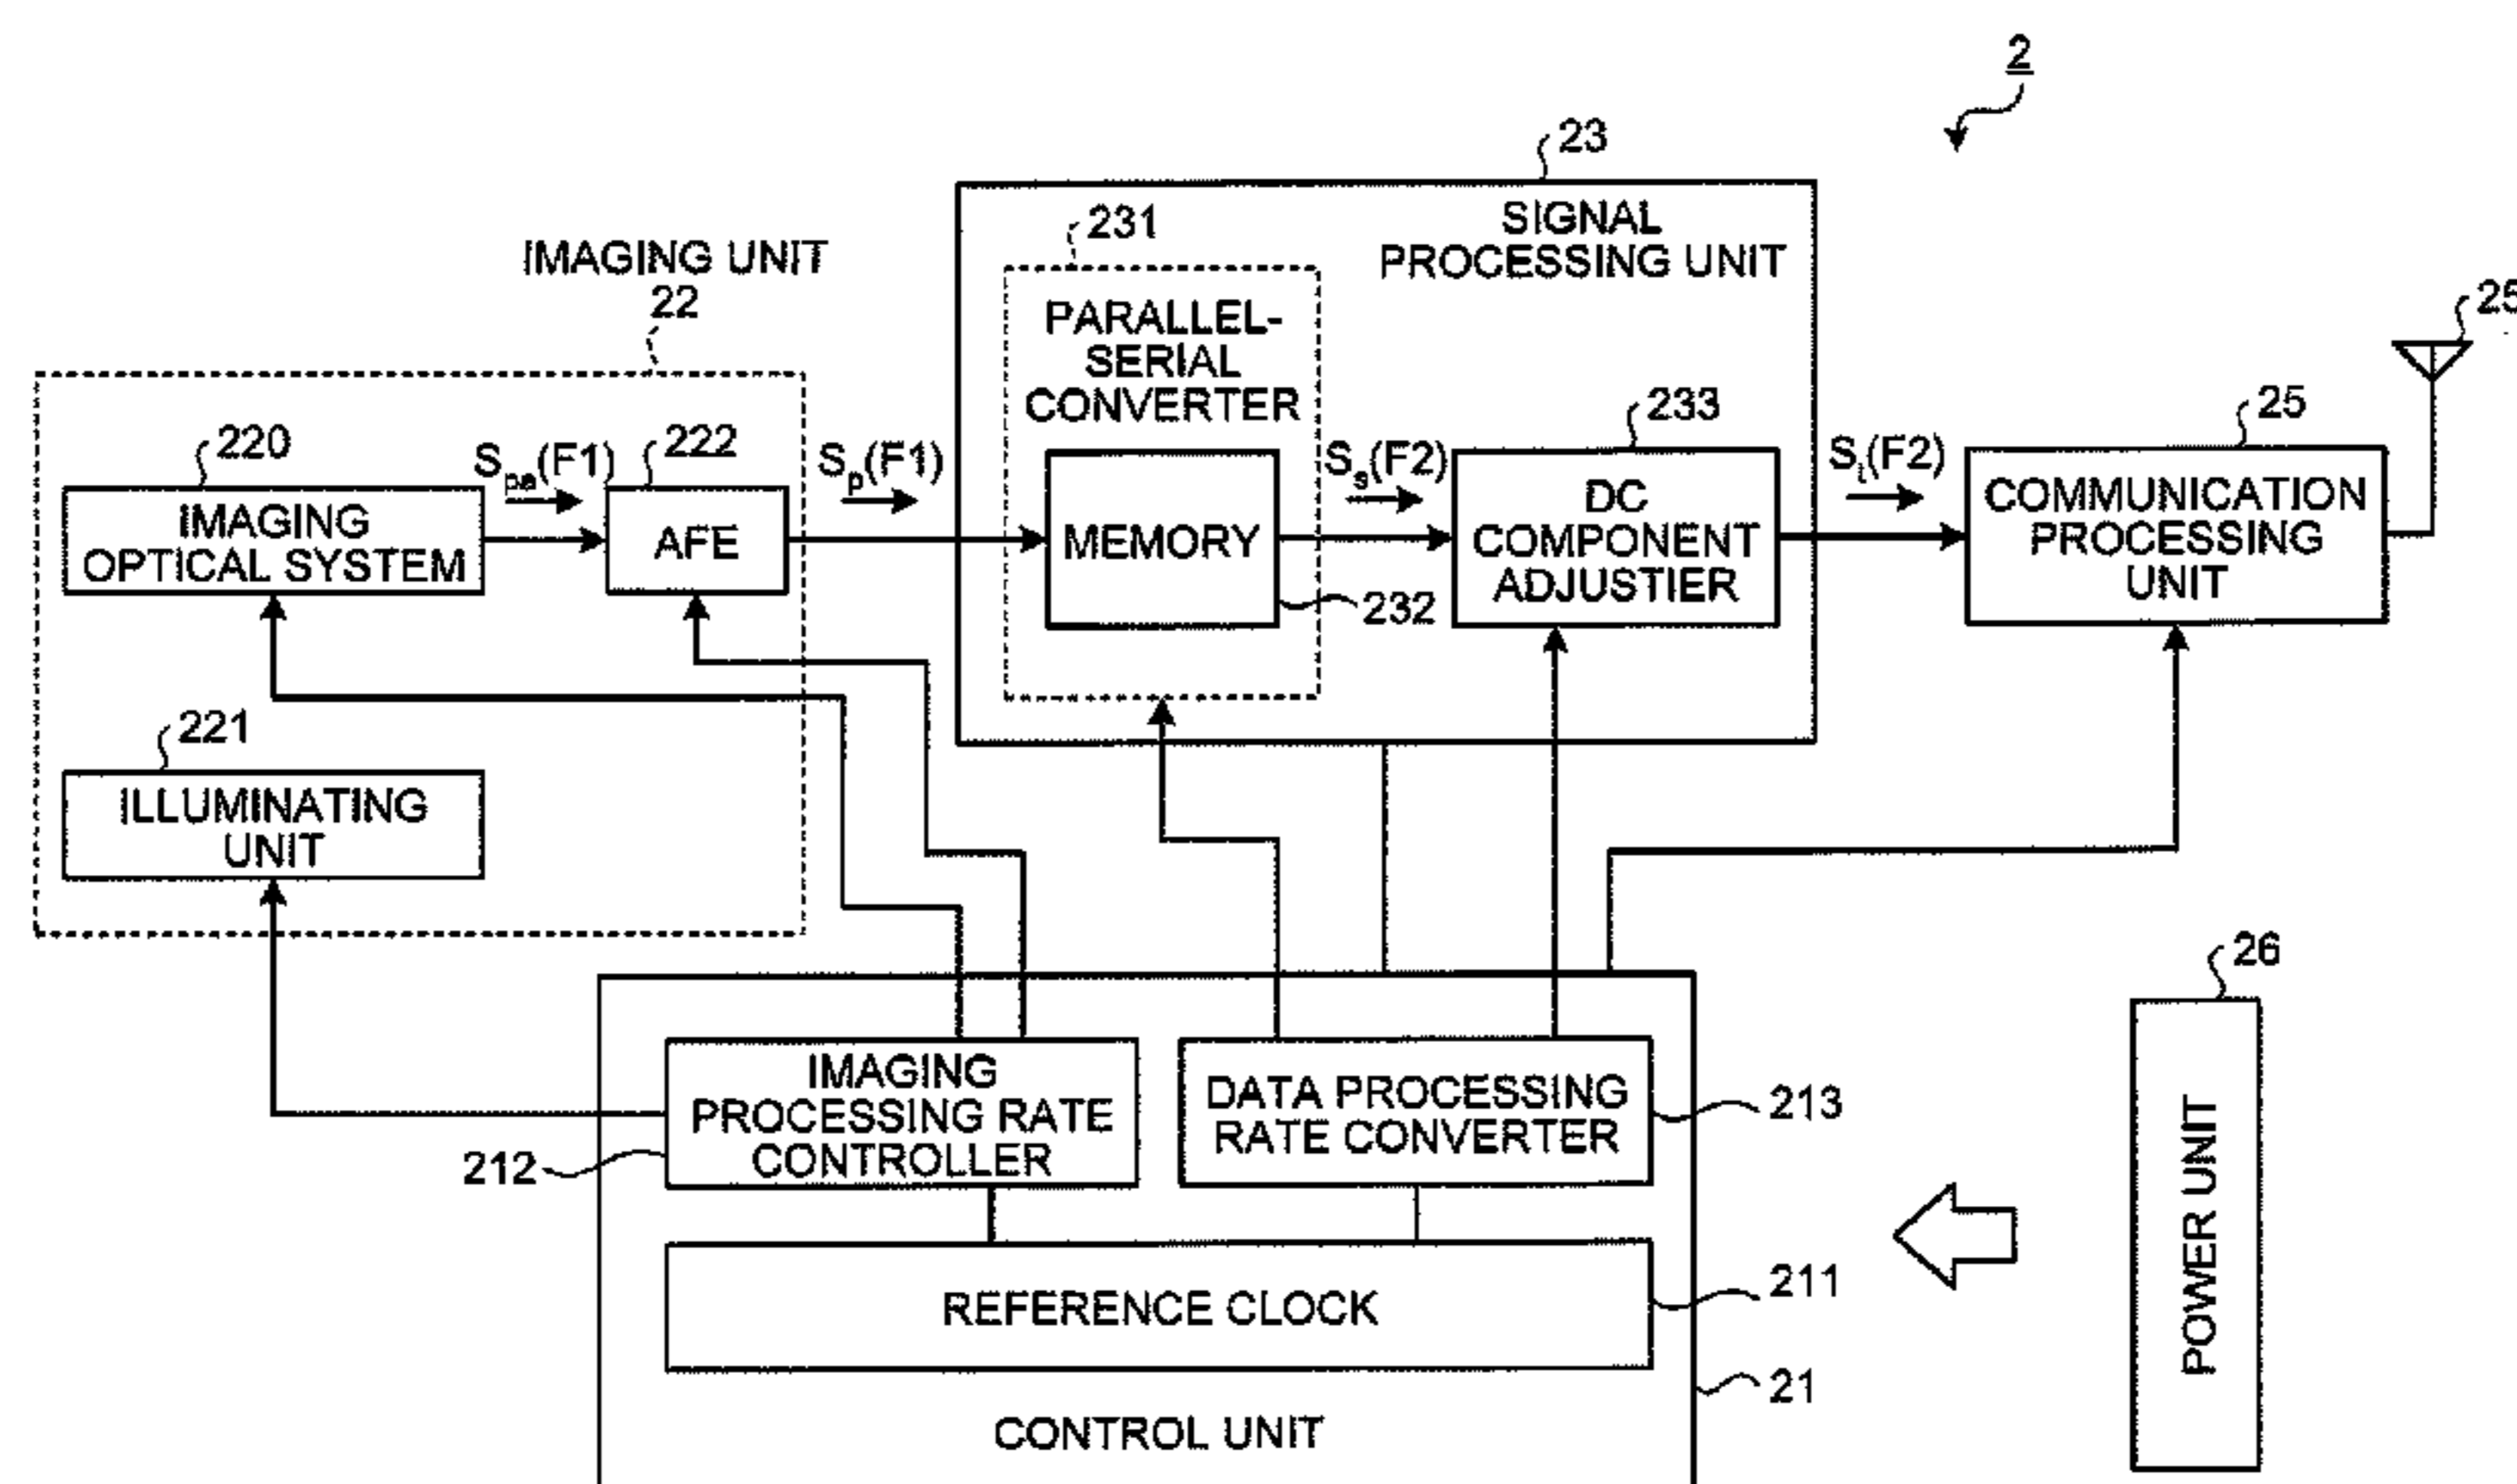 2
23
SIGNAL
PROCESSING UNIT
231
PARALLEL-
SERIAL
CONVERTER
IMAGING UNIT
22
25
220
Spa(F1)
222
Sp(F1)
Ss(F2)
233
25
IMAGING
OPTICAL SYSTEM
AFE
MEMORY
232
DC
COMPONENT
ADJUSTIER
(F2)
COMMUNICATION
PROCESSING
UNIT
221
ILLUMINATING
UNIT
26
POWER UNIT
IMAGING
PROCESSING RATE
CONTROLLER
212
DATA PROCESSING
RATE CONVERTER
213
REFERENCE CLOCK
211
21
CONTROL UNIT